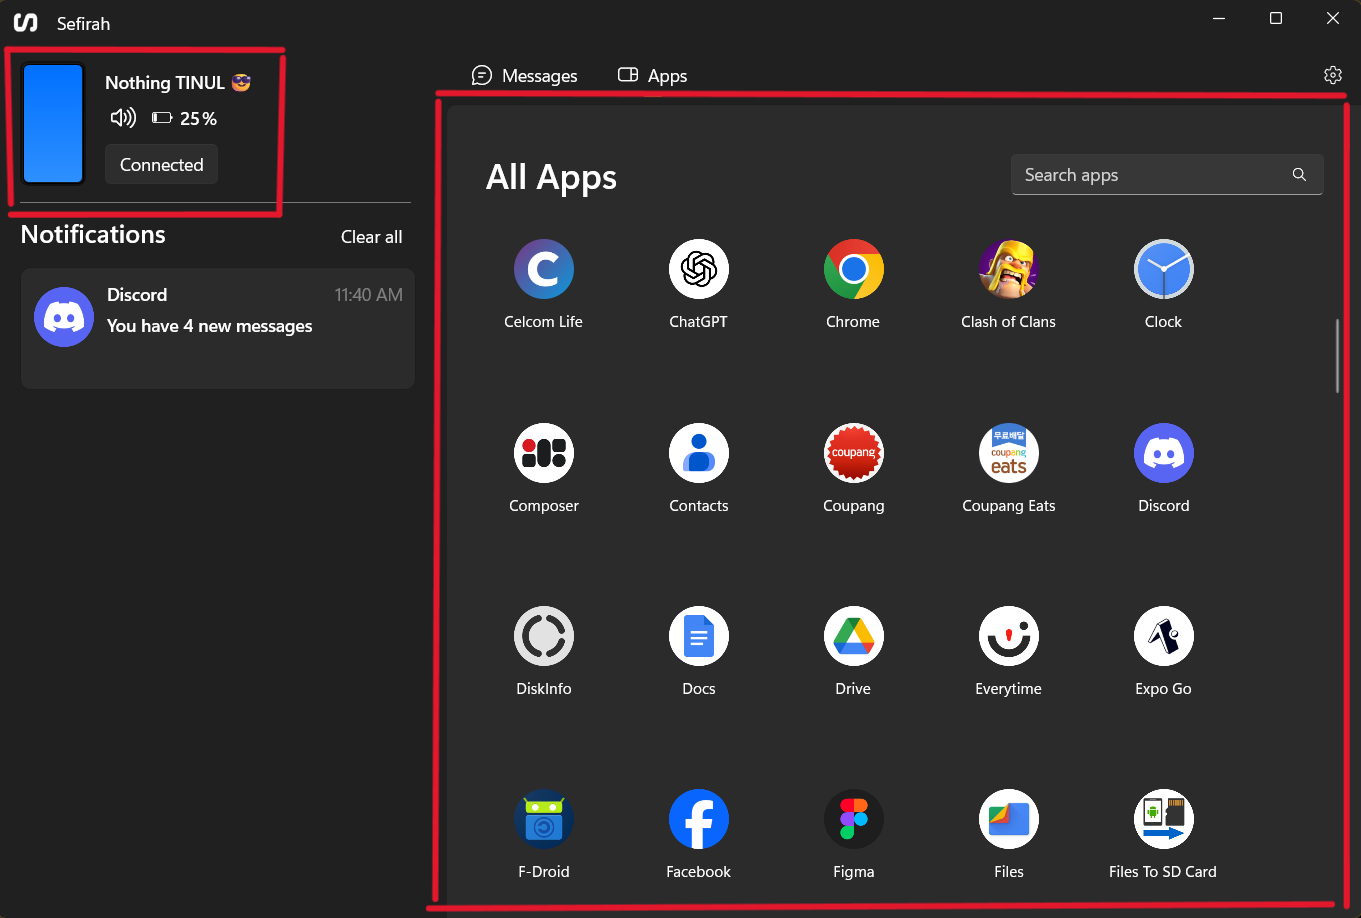 Sefirah
Nothing TINUL 😎
25%
Connected
Notifications
Clear all
Discord
11:40 AM
You have 4 new messages
Messages
Apps
All Apps
Search apps
C
Celcom Life
ChatGPT
Chrome
Clash of Clans
Clock
coupang
무료배달
coupang
eats
Composer
Contacts
Coupang
Coupang Eats
Discord
DiskInfo
Docs
Drive
Everytime
Expo Go
F-Droid
Facebook
Figma
Files
Files To SD Card